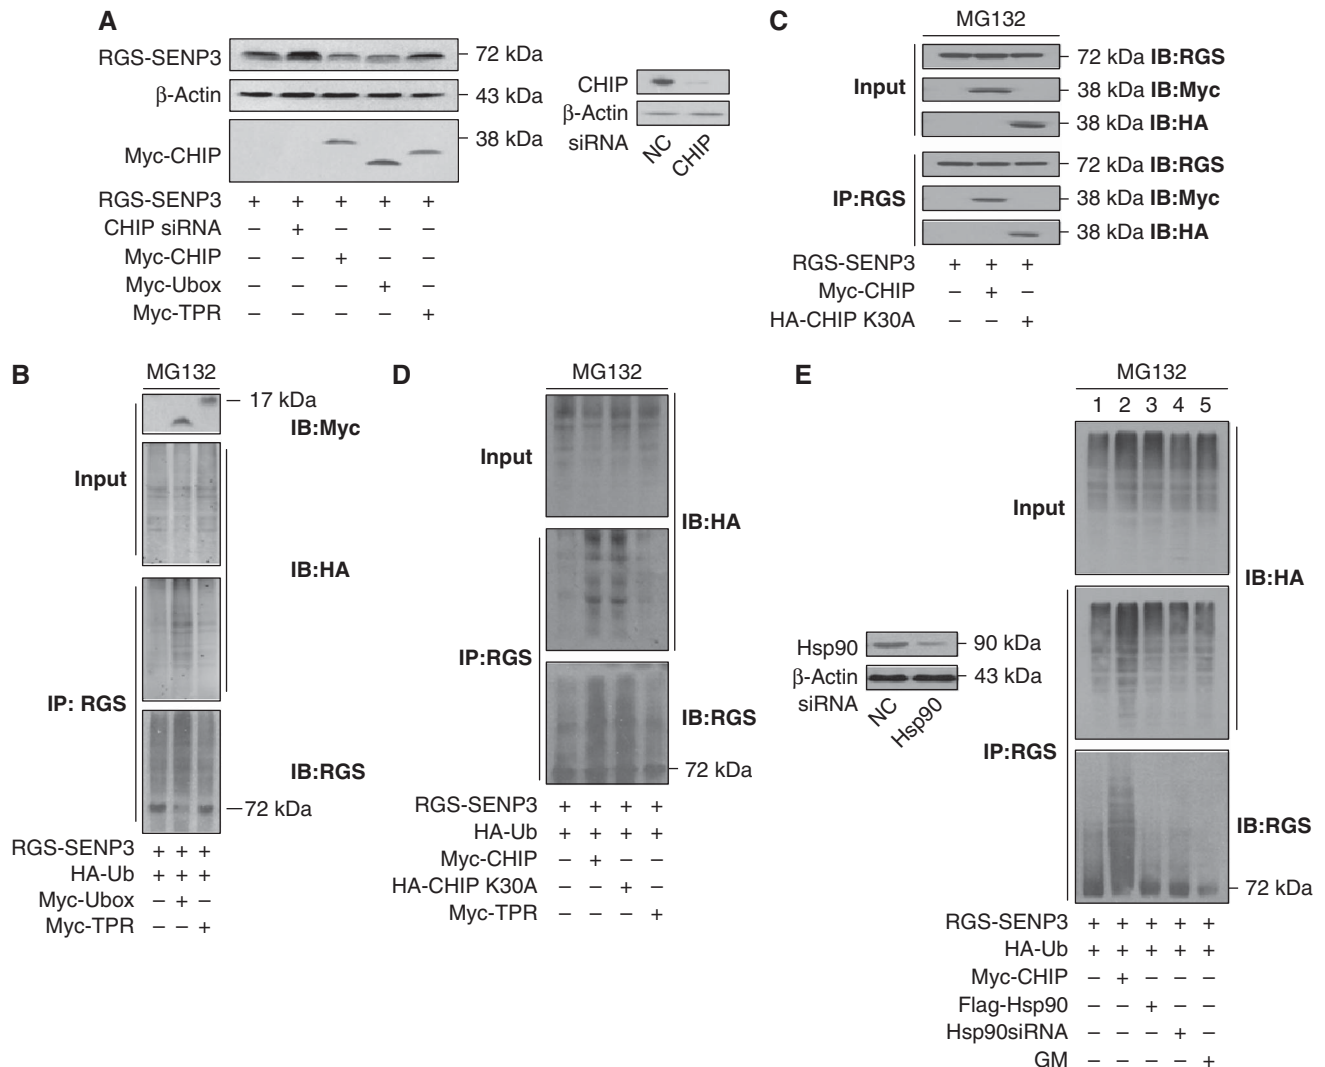 A
RGS-SENP3
72 kDa
β-Actin
43 kDa
Myc-CHIP
38 kDa
RGS-SENP3 + + + + +
CHIP siRNA – + – – –
Myc-CHIP – – + – –
Myc-Ubox – – – + –
Myc-TPR – – – – +
CHIP
β-Actin
siRNA
NC
CHIP
C
MG132
Input
72 kDa IB:RGS
38 kDa IB:Myc
38 kDa IB:HA
IP:RGS
72 kDa IB:RGS
38 kDa IB:Myc
38 kDa IB:HA
RGS-SENP3 + + +
Myc-CHIP – + –
HA-CHIP K30A – – +
B
MG132
17 kDa
IB:Myc
Input
IB:HA
IP: RGS
IB:RGS
72 kDa
RGS-SENP3 + + +
HA-Ub + + +
Myc-Ubox – + –
Myc-TPR – – +
D
MG132
Input
IB:HA
IP:RGS
IB:RGS
72 kDa
RGS-SENP3 + + + +
HA-Ub + + + +
Myc-CHIP – + – –
HA-CHIP K30A – – + –
Myc-TPR – – – +
E
MG132
1 2 3 4 5
Input
IB:HA
Hsp90
90 kDa
β-Actin
43 kDa
siRNA
NC
Hsp90
IP:RGS
IB:RGS
72 kDa
RGS-SENP3 + + + + +
HA-Ub + + + + +
Myc-CHIP – + – – –
Flag-Hsp90 – – + – –
Hsp90siRNA – – – + –
GM – – – – +